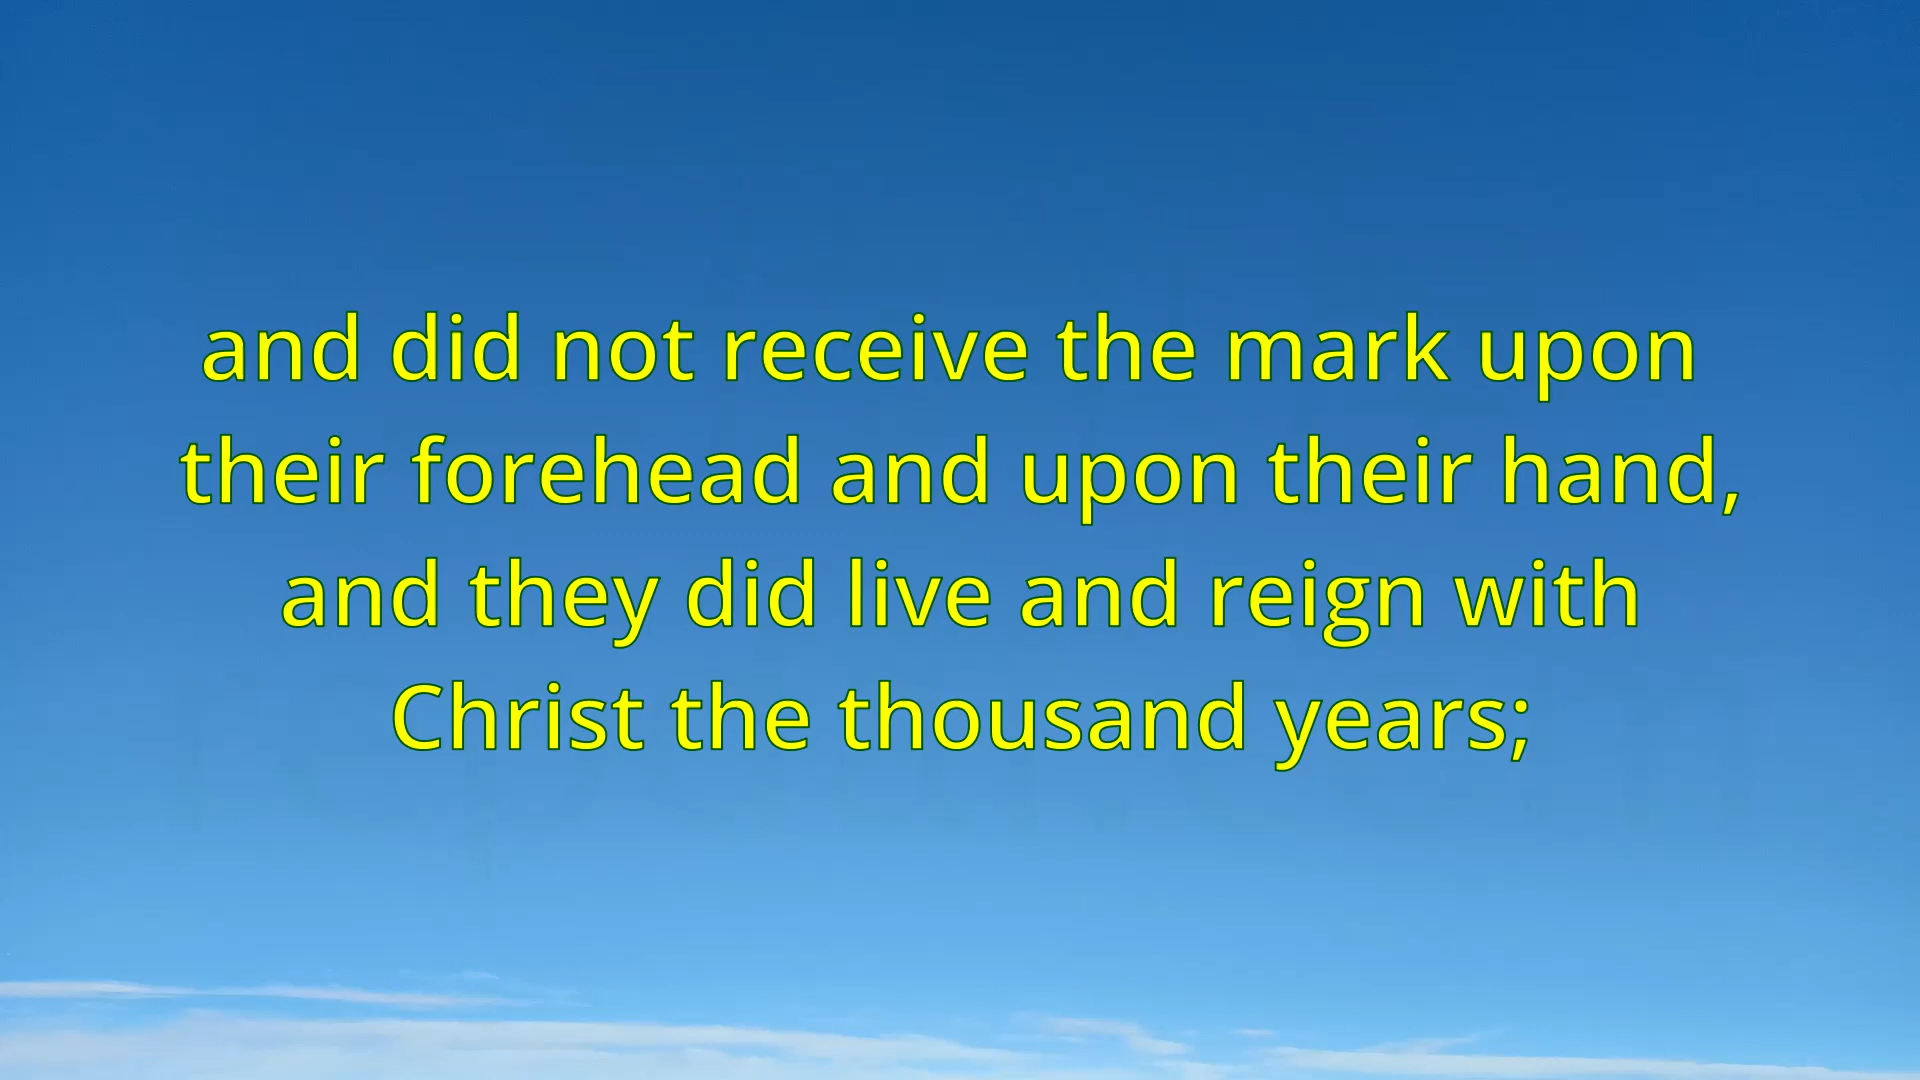 and did not receive the mark upon
their forehead and upon their hand,
and they did live and reign with
Christ the thousand years;